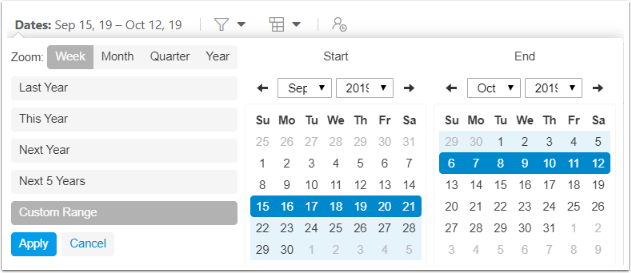 Dates: Sep 15, 19 – Oct 12, 19
Zoom: Week Month Quarter Year
Last Year
This Year
Next Year
Next 5 Years
Custom Range
Apply Cancel
Start
Sep 2019
Su Mo Tu We Th Fr Sa
25 26 27 28 29 30 31
1 2 3 4 5 6 7
8 9 10 11 12 13 14
15 16 17 18 19 20 21
22 23 24 25 26 27 28
29 30 1 2 3 4 5
End
Oct 2019
Su Mo Tu We Th Fr Sa
29 30 1 2 3 4 5
6 7 8 9 10 11 12
13 14 15 16 17 18 19
20 21 22 23 24 25 26
27 28 29 30 31 1 2
3 4 5 6 7 8 9